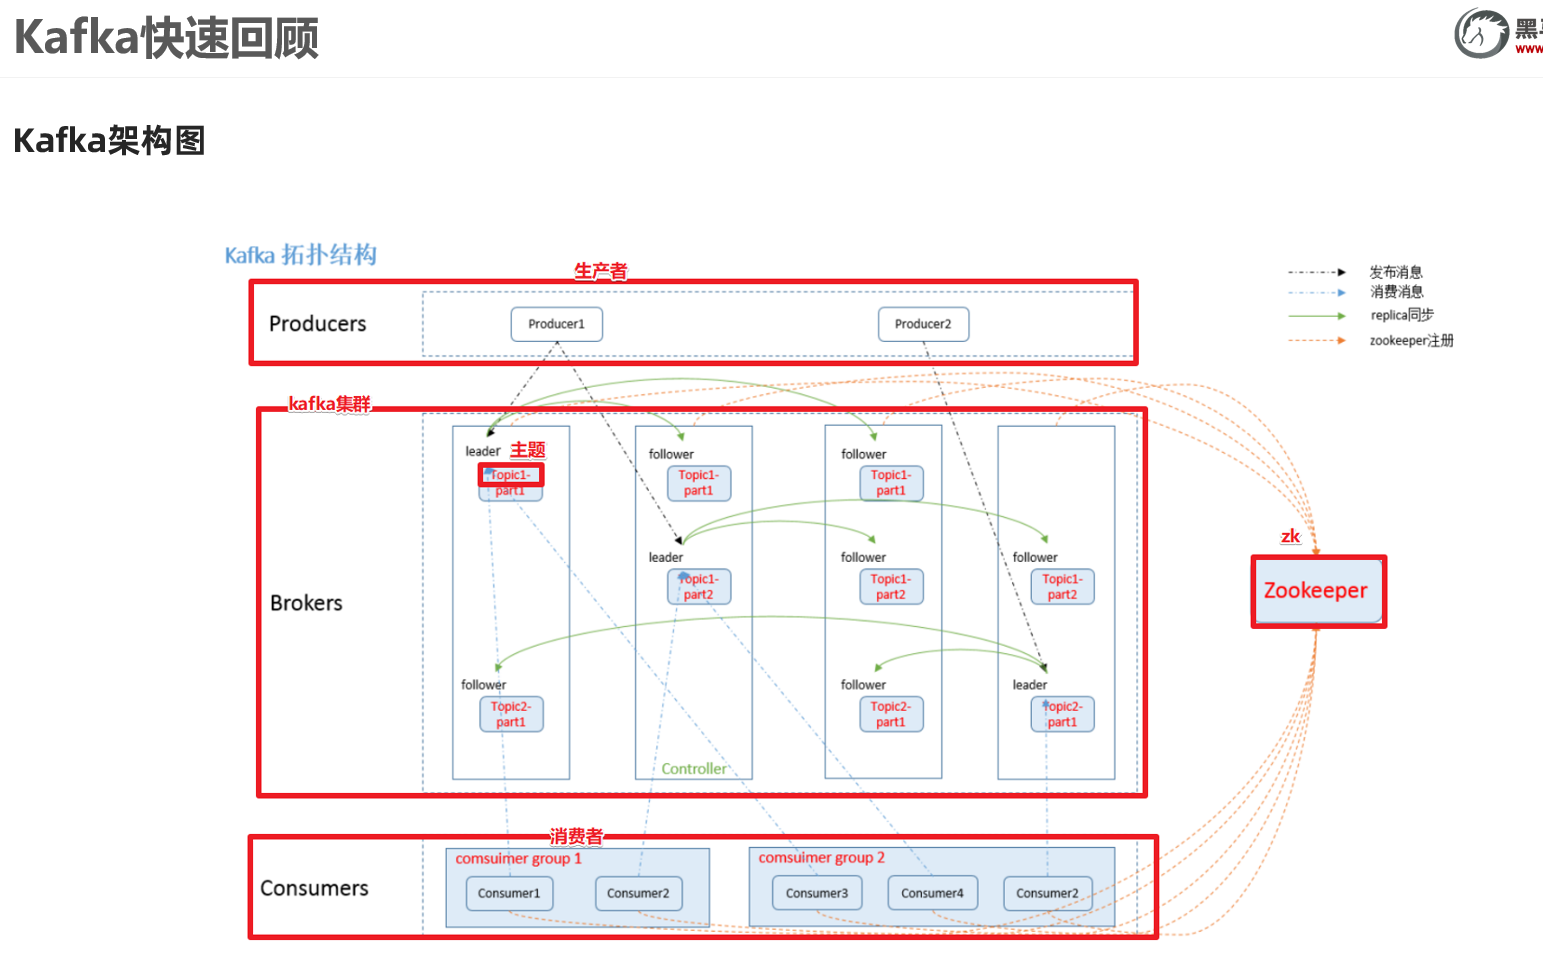 Kafka快速回顾
黑
www
Kafka架构图
Kafka 拓扑结构
生产者
Producers
Producer1
Producer2
发布消息
消费消息
replica同步
zookeeper注册
kafka集群
Brokers
leader
主题
Topic1-
part1
follower
Topic1-
part1
follower
Topic1-
part1
leader
Topic1-
part2
follower
Topic1-
part2
follower
Topic1-
part2
follower
Topic2-
part1
follower
Topic2-
part1
leader
Topic2-
part1
Controller
zk
Zookeeper
消费者
Consumers
comsuimer group 1
Consumer1
Consumer2
comsuimer group 2
Consumer3
Consumer4
Consumer2